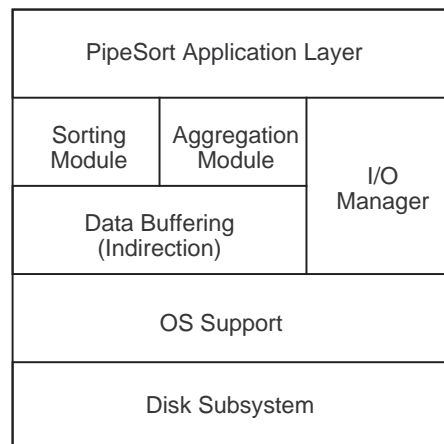 PipeSort Application Layer
Sorting
Module
Aggregation
Module
I/O
Manager
Data Buffering
(Indirection)
OS Support
Disk Subsystem